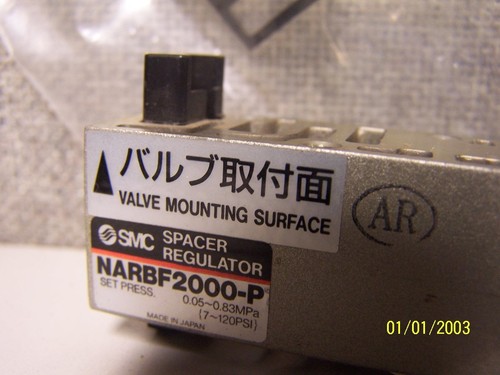 バルブ取付面
VALVE MOUNTING SURFACE
AR
SMC SPACER
REGULATOR
NARBF2000-P
SET PRESS. 0.05~0.83MPa
{7~120PSI}
MADE IN JAPAN
01/01/2003